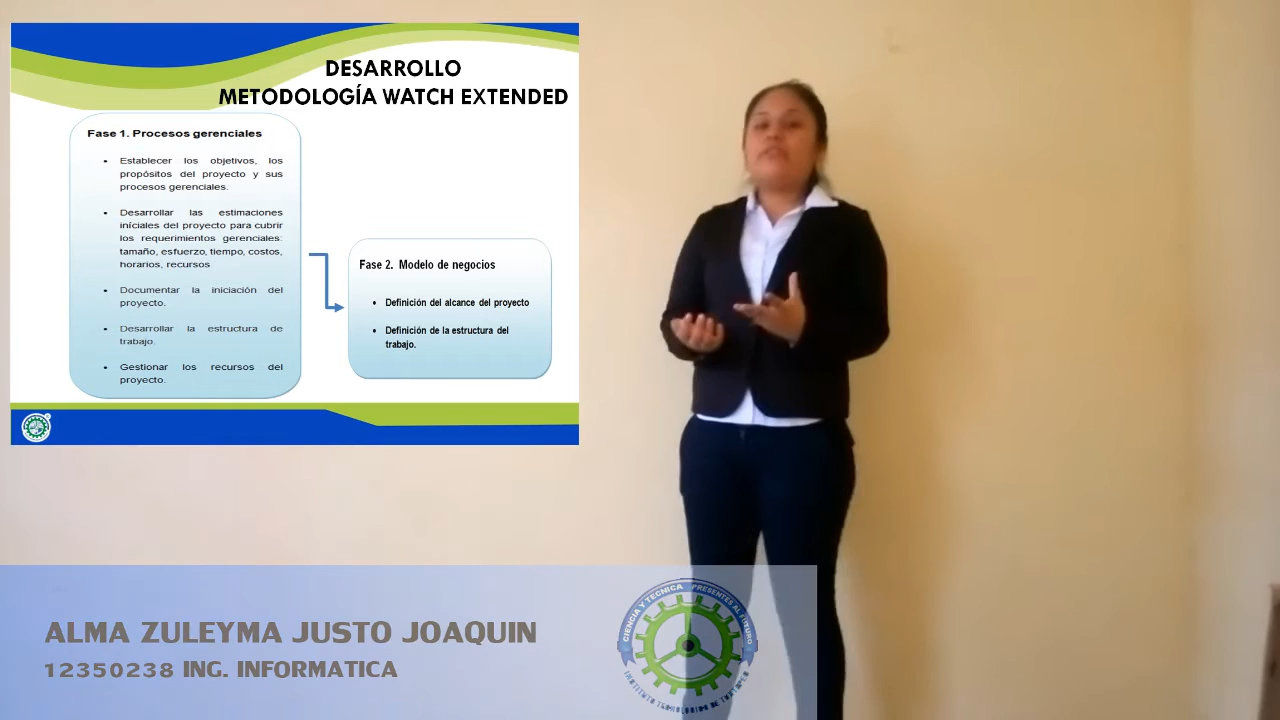 DESARROLLO
METODOLOGÍA WATCH EXTENDED
Fase 1. Procesos gerenciales
• Establecer los objetivos, los
propósitos del proyecto y sus
procesos gerenciales.
• Desarrollar las estimaciones
iníciales del proyecto para cubrir
los requerimientos gerenciales:
tamaño, esfuerzo, tiempo, costos,
horarios, recursos
• Documentar la iniciación del
proyecto.
• Desarrollar la estructura de
trabajo.
• Gestionar los recursos del
proyecto.
Fase 2. Modelo de negocios
• Definición del alcance del proyecto
• Definición de la estructura del
trabajo.
ALMA ZULEYMA JUSTO JOAQUIN
12350238 ING. INFORMATICA
CIENCIA Y TECNICA PRESENTES AL FUTURO
INSTITUTO TECNOLOGICO DE